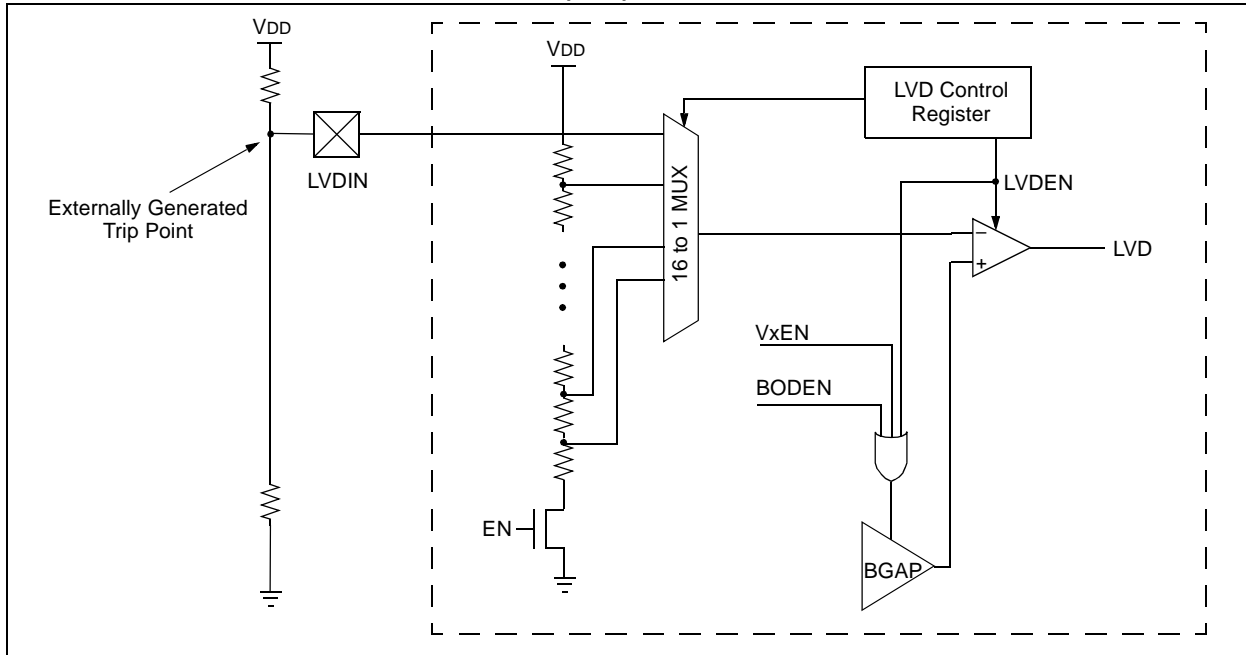 VDD
VDD
LVD Control
Register
LVDIN
16 to 1 MUX
LVDEN
Externally Generated
Trip Point
–
+
LVD
VxEN
BODEN
EN
BGAP